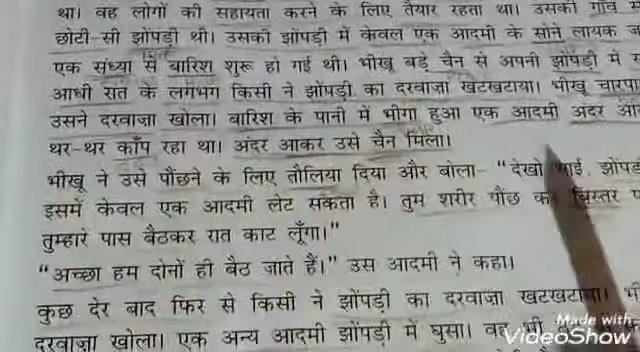 था। वह लोगों की सहायता करने के लिए तैयार रहता था। उसकी गाँव में
छोटी-सी झोंपड़ी थी। उसकी झोंपड़ी में केवल एक आदमी के सोने लायक ज
एक संध्या से बारिश शुरू हो गई थी। भीखू बड़े चैन से अपनी झोंपड़ी में
आधी रात के लगभग किसी ने झोंपड़ी का दरवाज़ा खटखटाया। भीखू चारपा
उसने दरवाज़ा खोला। बारिश के पानी में भीगा हुआ एक आदमी अंदर
थर-थर काँप रहा था। अंदर आकर उसे चैन मिला।
भीखू ने उसे पौंछने के लिए तौलिया दिया और बोला- “देखो भाई, झोंपड़
इसमें केवल एक आदमी लेट सकता है। तुम शरीर पौंछ कर बिस्तर प
तुम्हारे पास बैठकर रात काट लूँगा।”
“अच्छा हम दोनों ही बैठ जाते हैं।” उस आदमी ने कहा।
कुछ देर बाद फिर से किसी ने झोंपड़ी का दरवाज़ा खटखटाया। भी
दरवाज़ा खोला। एक अन्य आदमी झोंपड़ी में घुसा। वह भी
Made with
VideoShow